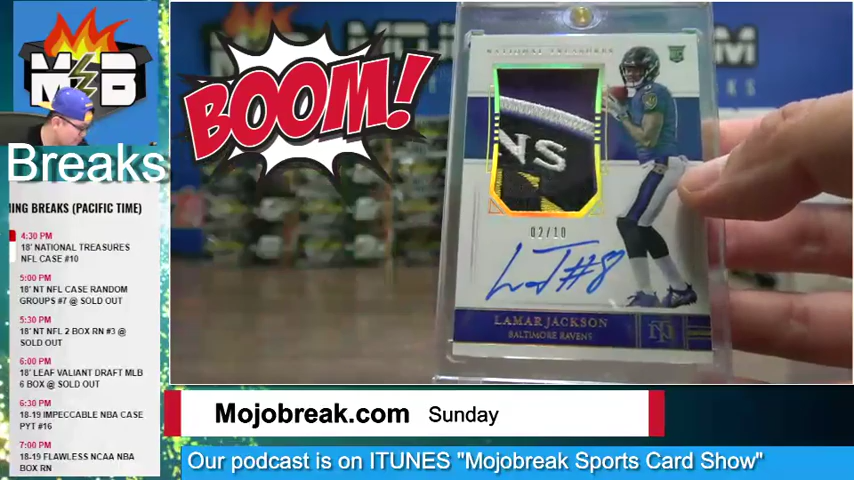 M B
Breaks
MING BREAKS (PACIFIC TIME)
4:30 PM
18' NATIONAL TREASURES
NFL CASE #10
5:00 PM
18' NT NFL CASE RANDOM
GROUPS #7 @ SOLD OUT
5:30 PM
18' NT NFL 2 BOX RN #3 @
SOLD OUT
6:00 PM
18' LEAF VALIANT DRAFT MLB
6 BOX @ SOLD OUT
6:30 PM
18-19 IMPECCABLE NBA CASE
PYT #16
7:00 PM
18-19 FLAWLESS NCAA NBA
BOX RN
BOOM!
NATIONAL TREASURES
RC
NS
02/10
#8
LAMAR JACKSON
BALTIMORE RAVENS
NT
Mojobreak.com Sunday
Our podcast is on ITUNES "Mojobreak Sports Card Show"